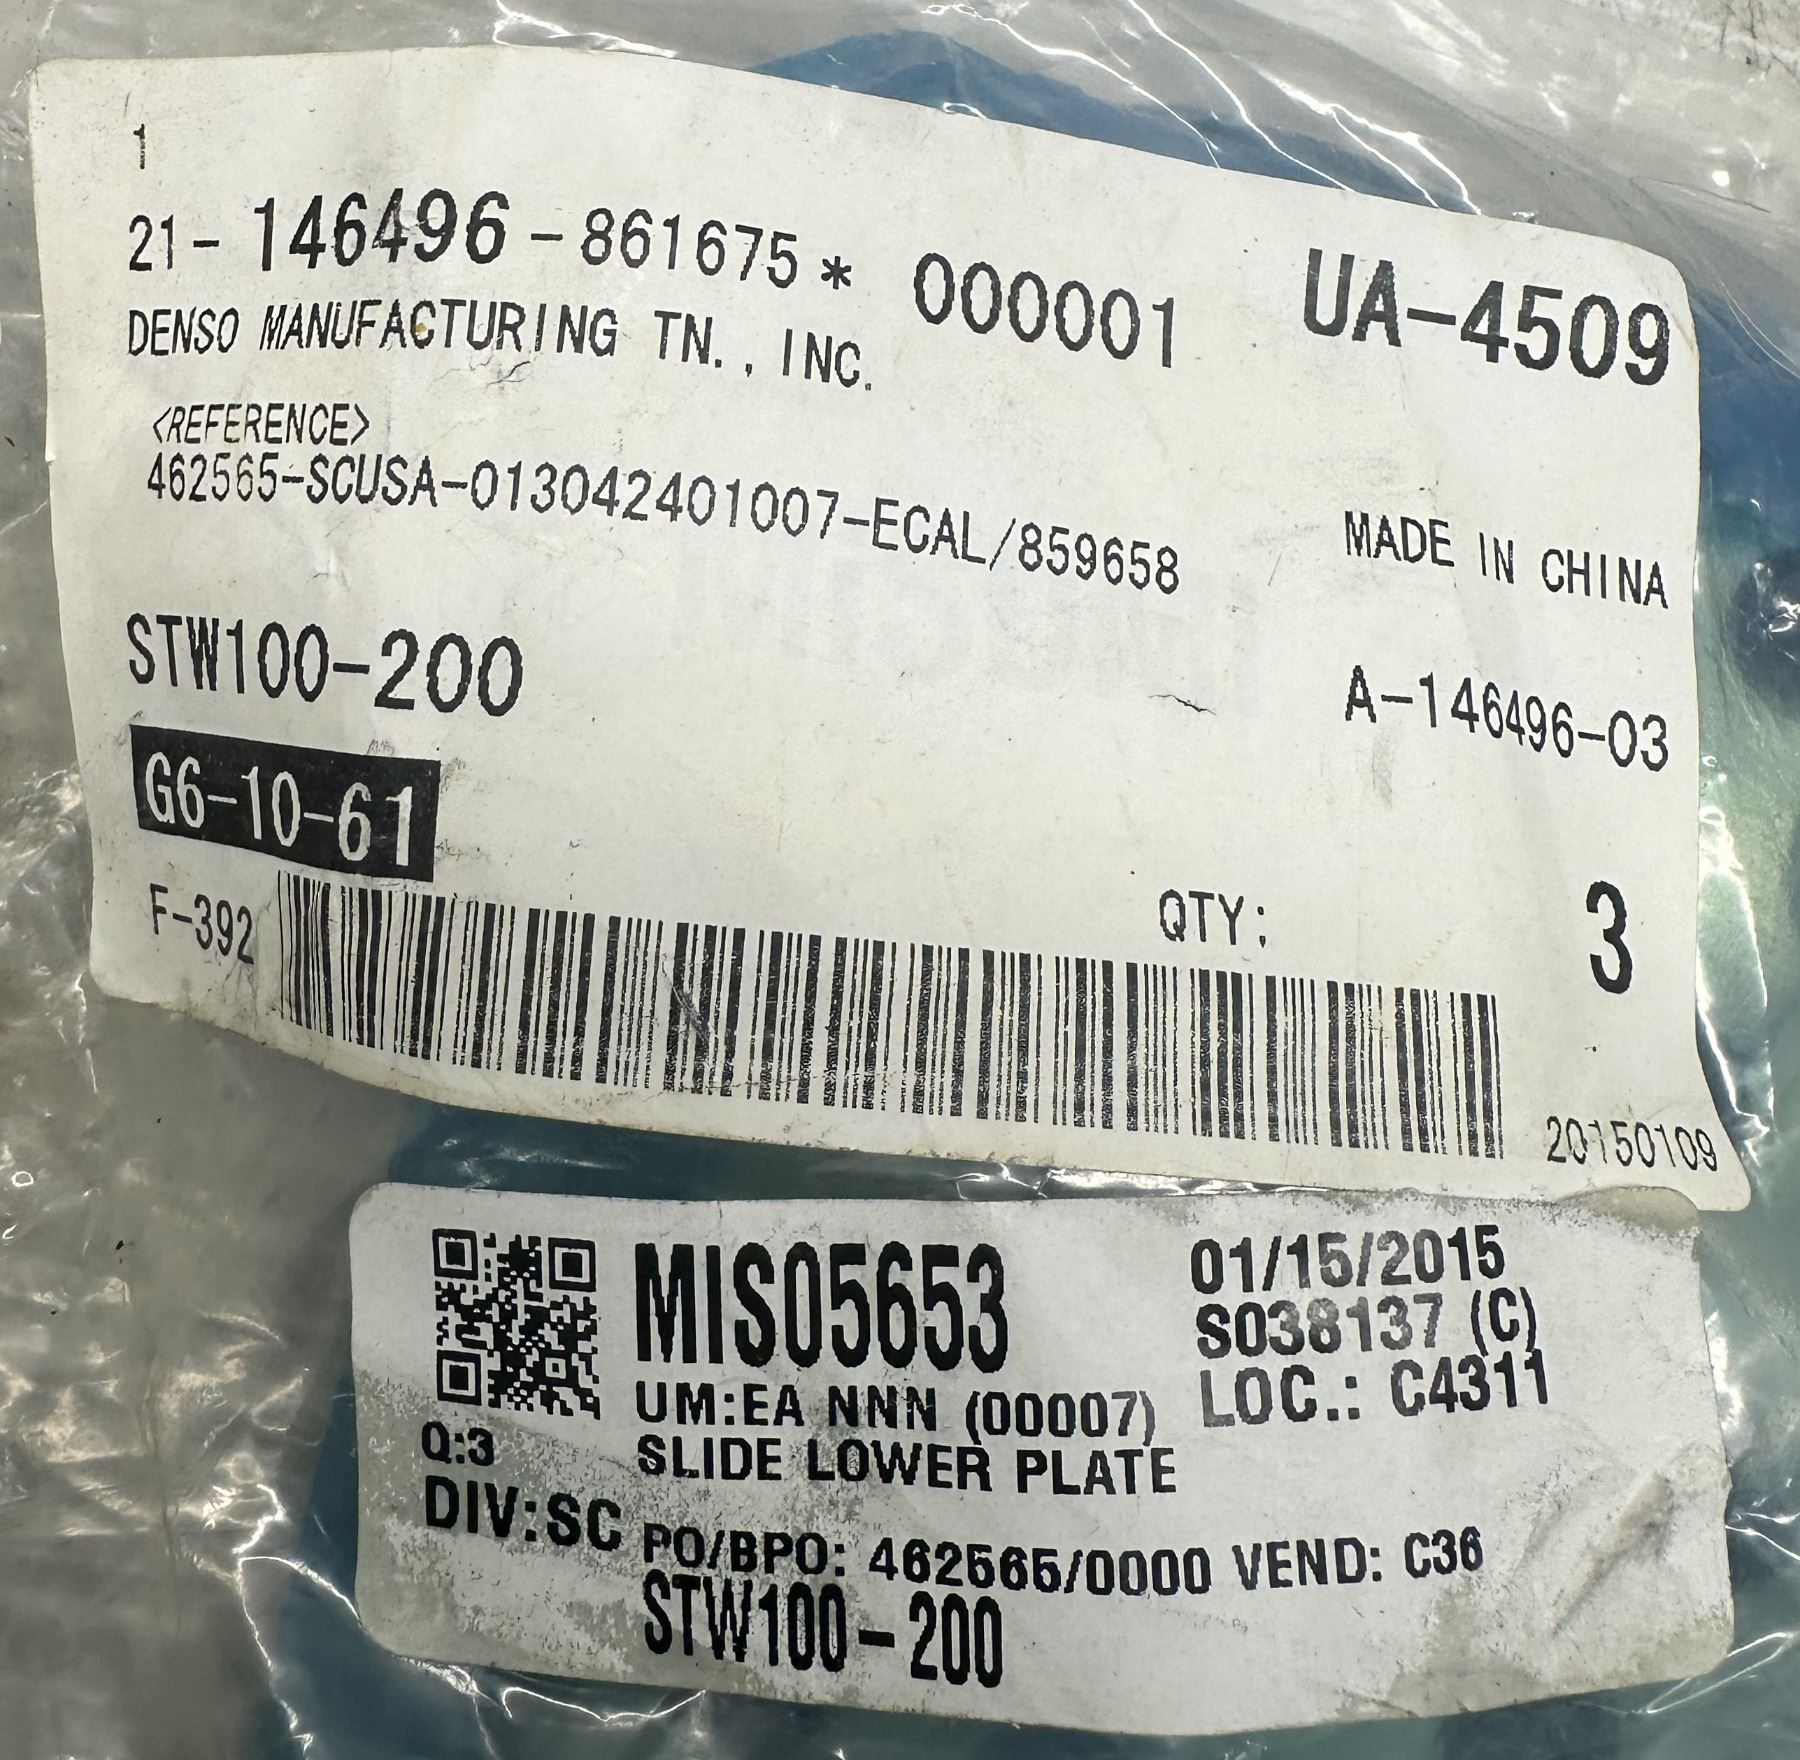 1
21-146496-861675* 000001 UA-4509
DENSO MANUFACTURING TN., INC.
<REFERENCE>
462565-SCUSA-013042401007-ECAL/859658
MADE IN CHINA
STW100-200
A-146496-03
G6-10-61
F-392
QTY: 3
20150109
MIS05653
01/15/2015
S038137 (C)
UM:EA NNN (00007)
LOC.: C4311
Q:3
SLIDE LOWER PLATE
DIV:SC
PO/BPO: 462565/0000 VEND: C36
STW100-200